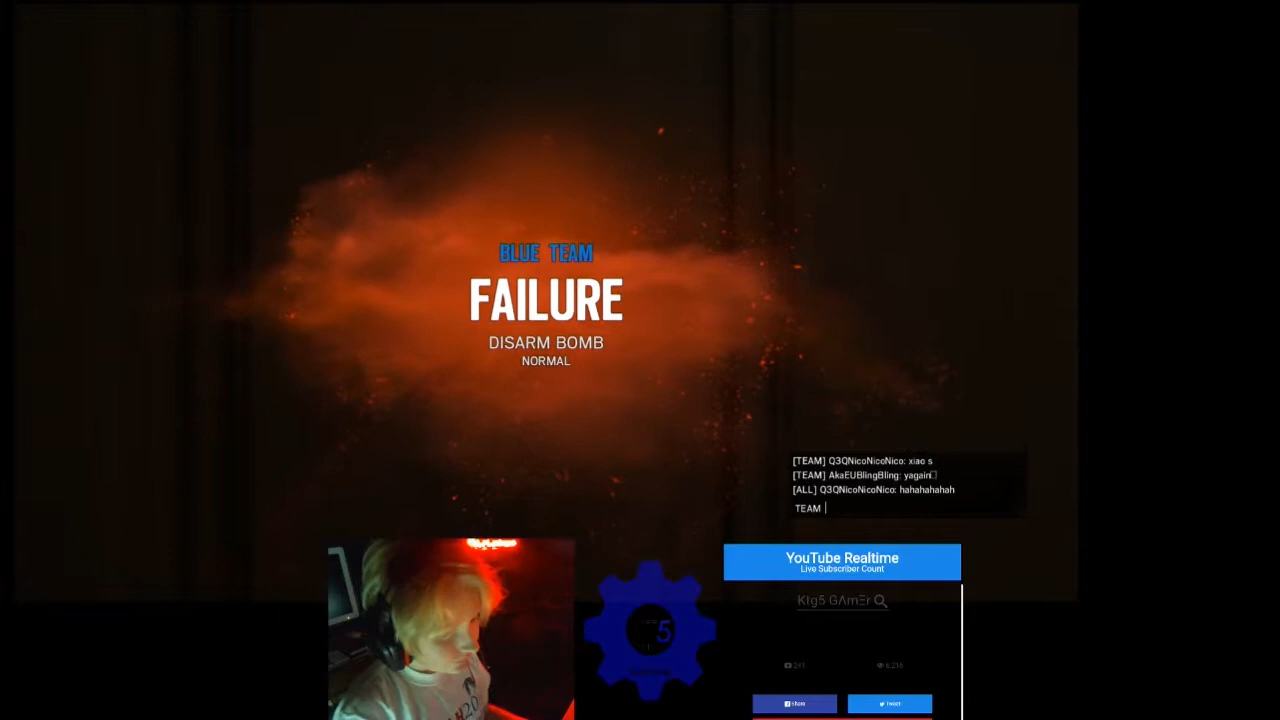 BLUE TEAM
FAILURE
DISARM BOMB
NORMAL
[TEAM] Q3QNicoNicoNico: xiao s
[TEAM] AkaEUBlingBling: yagain
[ALL] Q3QNicoNicoNico: hahahahahah
TEAM
YouTube Realtime
Live Subscriber Count
5
Share
Tweet